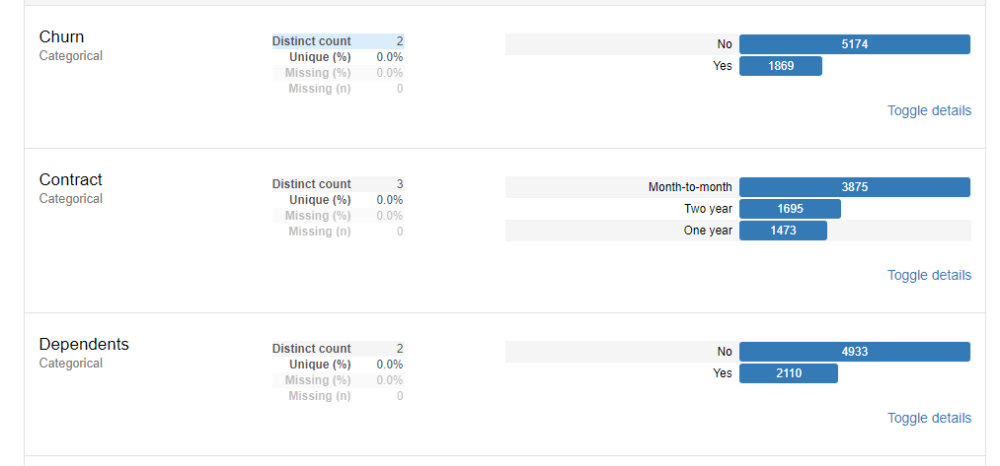 Churn
Categorical
Distinct count 2
Unique (%) 0.0%
Missing (%) 0.0%
Missing (n) 0
No 5174
Yes 1869
Toggle details
Contract
Categorical
Distinct count 3
Unique (%) 0.0%
Missing (%) 0.0%
Missing (n) 0
Month-to-month 3875
Two year 1695
One year 1473
Toggle details
Dependents
Categorical
Distinct count 2
Unique (%) 0.0%
Missing (%) 0.0%
Missing (n) 0
No 4933
Yes 2110
Toggle details